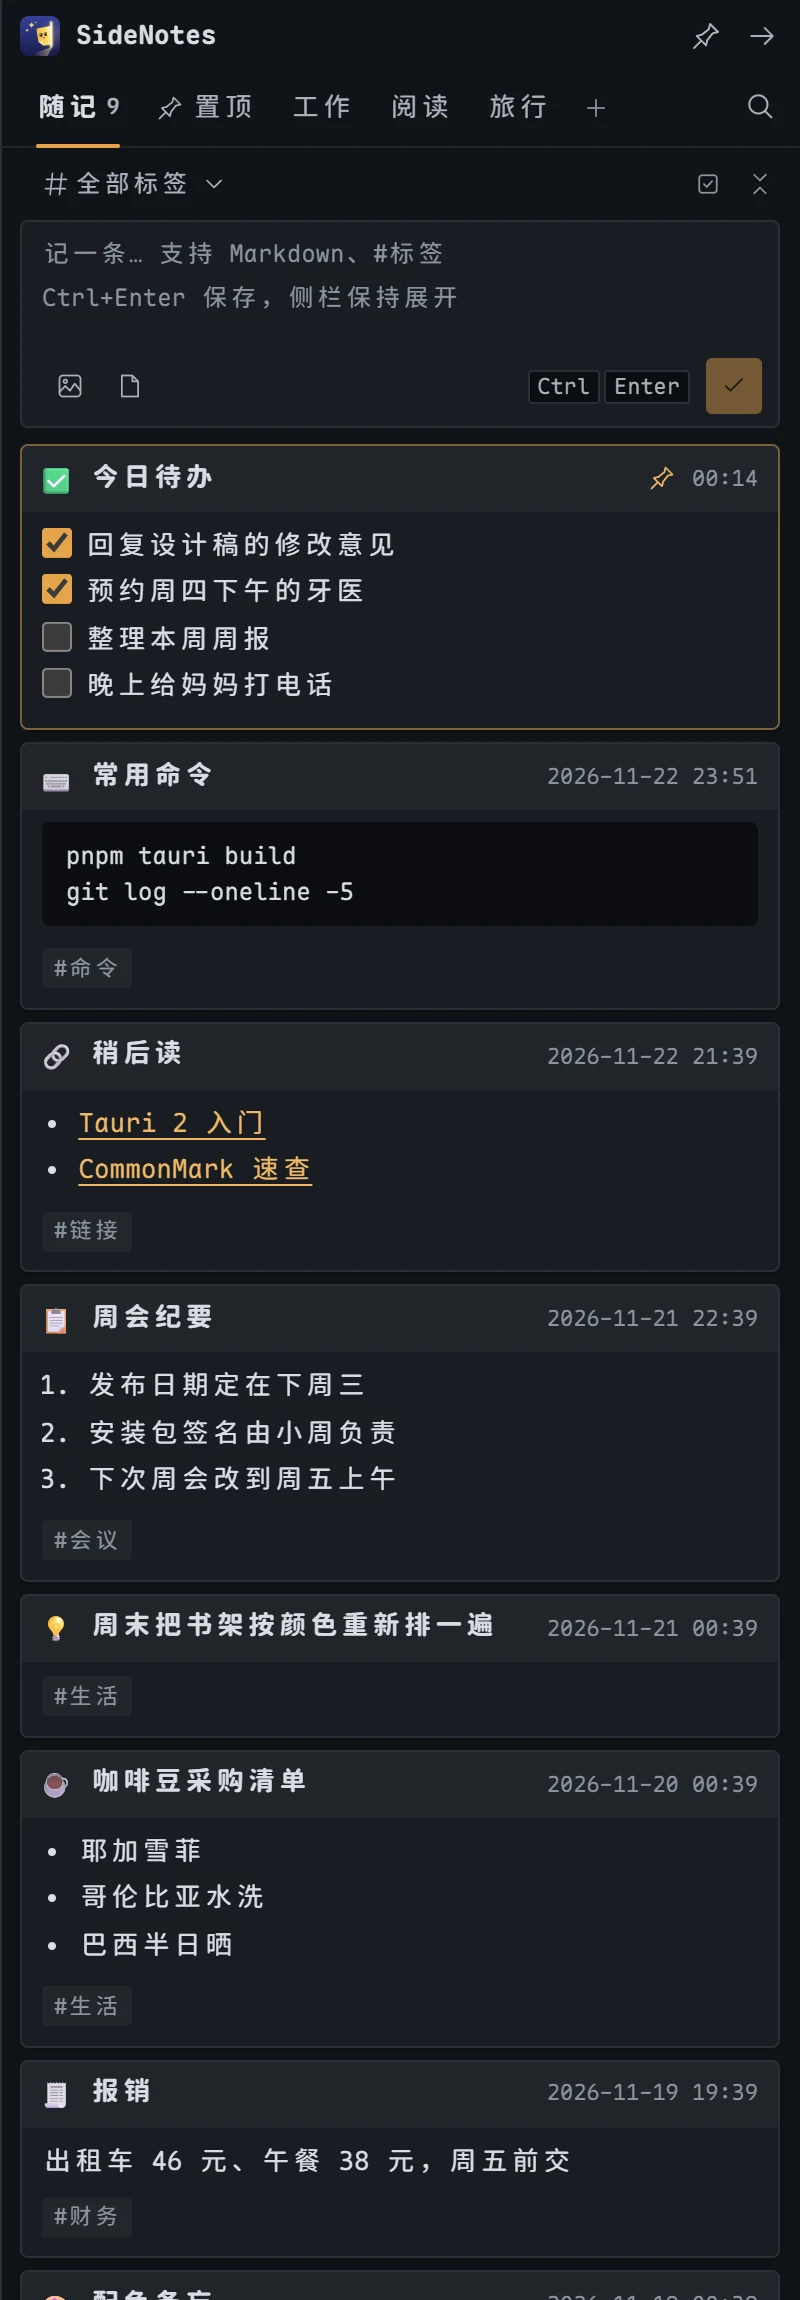 SideNotes
随记 9 置顶 工作 阅读 旅行 +
# 全部标签
记一条… 支持 Markdown、#标签
Ctrl+Enter 保存，侧栏保持展开
Ctrl Enter
今日待办 00:14
回复设计稿的修改意见
预约周四下午的牙医
整理本周周报
晚上给妈妈打电话
常用命令 2026-11-22 23:51
pnpm tauri build
git log --oneline -5
#命令
稍后读 2026-11-22 21:39
• Tauri 2 入门
• CommonMark 速查
#链接
周会纪要 2026-11-21 22:39
1. 发布日期定在下周三
2. 安装包签名由小周负责
3. 下次周会改到周五上午
#会议
周末把书架按颜色重新排一遍 2026-11-21 00:39
#生活
咖啡豆采购清单 2026-11-20 00:39
• 耶加雪菲
• 哥伦比亚水洗
• 巴西半日晒
#生活
报销 2026-11-19 19:39
出租车 46 元、午餐 38 元，周五前交
#财务